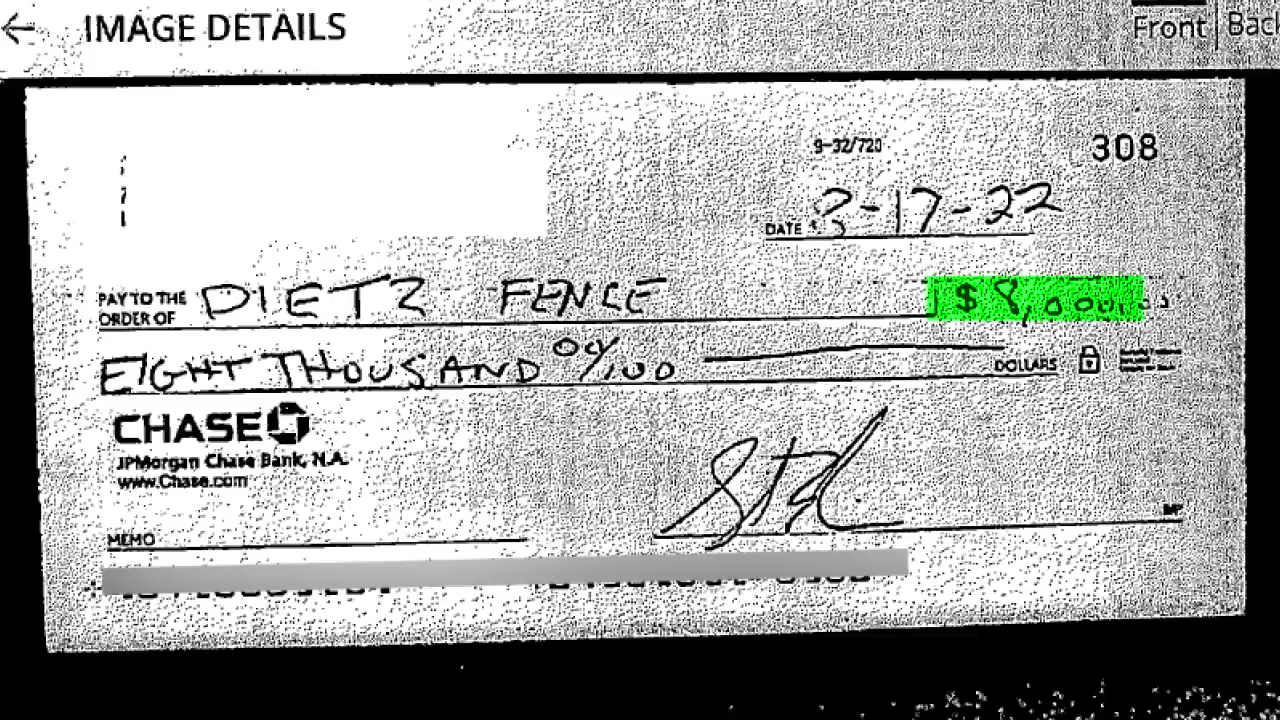 IMAGE DETAILS
Front | Back
9-32/720
308
DATE 3-17-22
PAY TO THE ORDER OF DIETZ FENCE $ 8,000
EIGHT THOUSAND 00/100 DOLLARS
CHASE
JPMorgan Chase Bank, N.A.
www.Chase.com
MEMO
MP